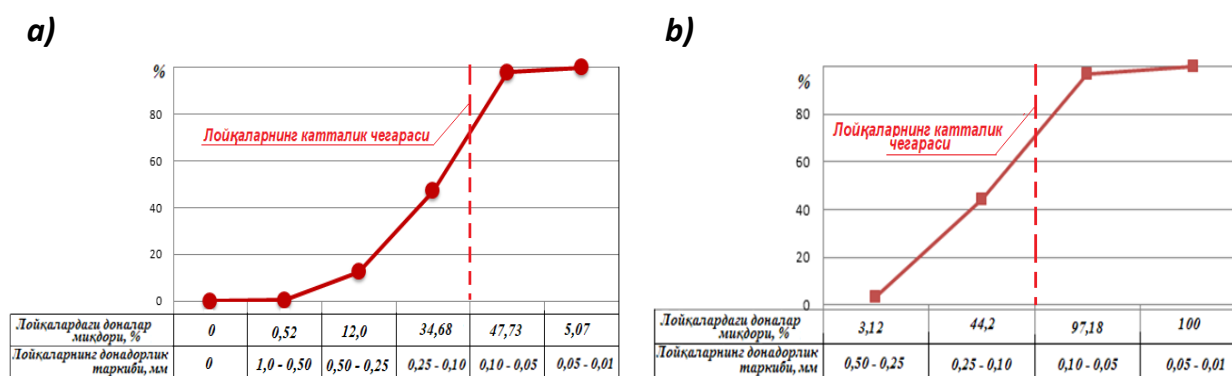 a)
%
80
60
40
20
0
Лойқаларнинг катталик чегараси
Лойқалардаги доналар миқдори, % 0 0,52 12,0 34,68 47,73 5,07
Лойқаларнинг донадорлик таркиби, мм 0 1,0 - 0,50 0,50 - 0,25 0,25 - 0,10 0,10 - 0,05 0,05 - 0,01
b)
%
80
60
40
20
0
Лойқаларнинг катталик
чегараси
Лойқалардаги доналар миқдори, % 3,12 44,2 97,18 100
Лойқаларнинг донадорлик таркиби, мм 0,50 - 0,25 0,25 - 0,10 0,10 - 0,05 0,05 - 0,01